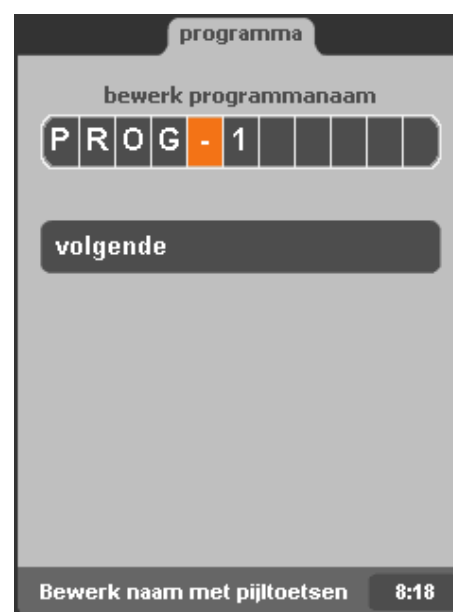 programma
bewerk programmanaam
PROG-1
volgende
Bewerk naam met pijltoetsen 8:18